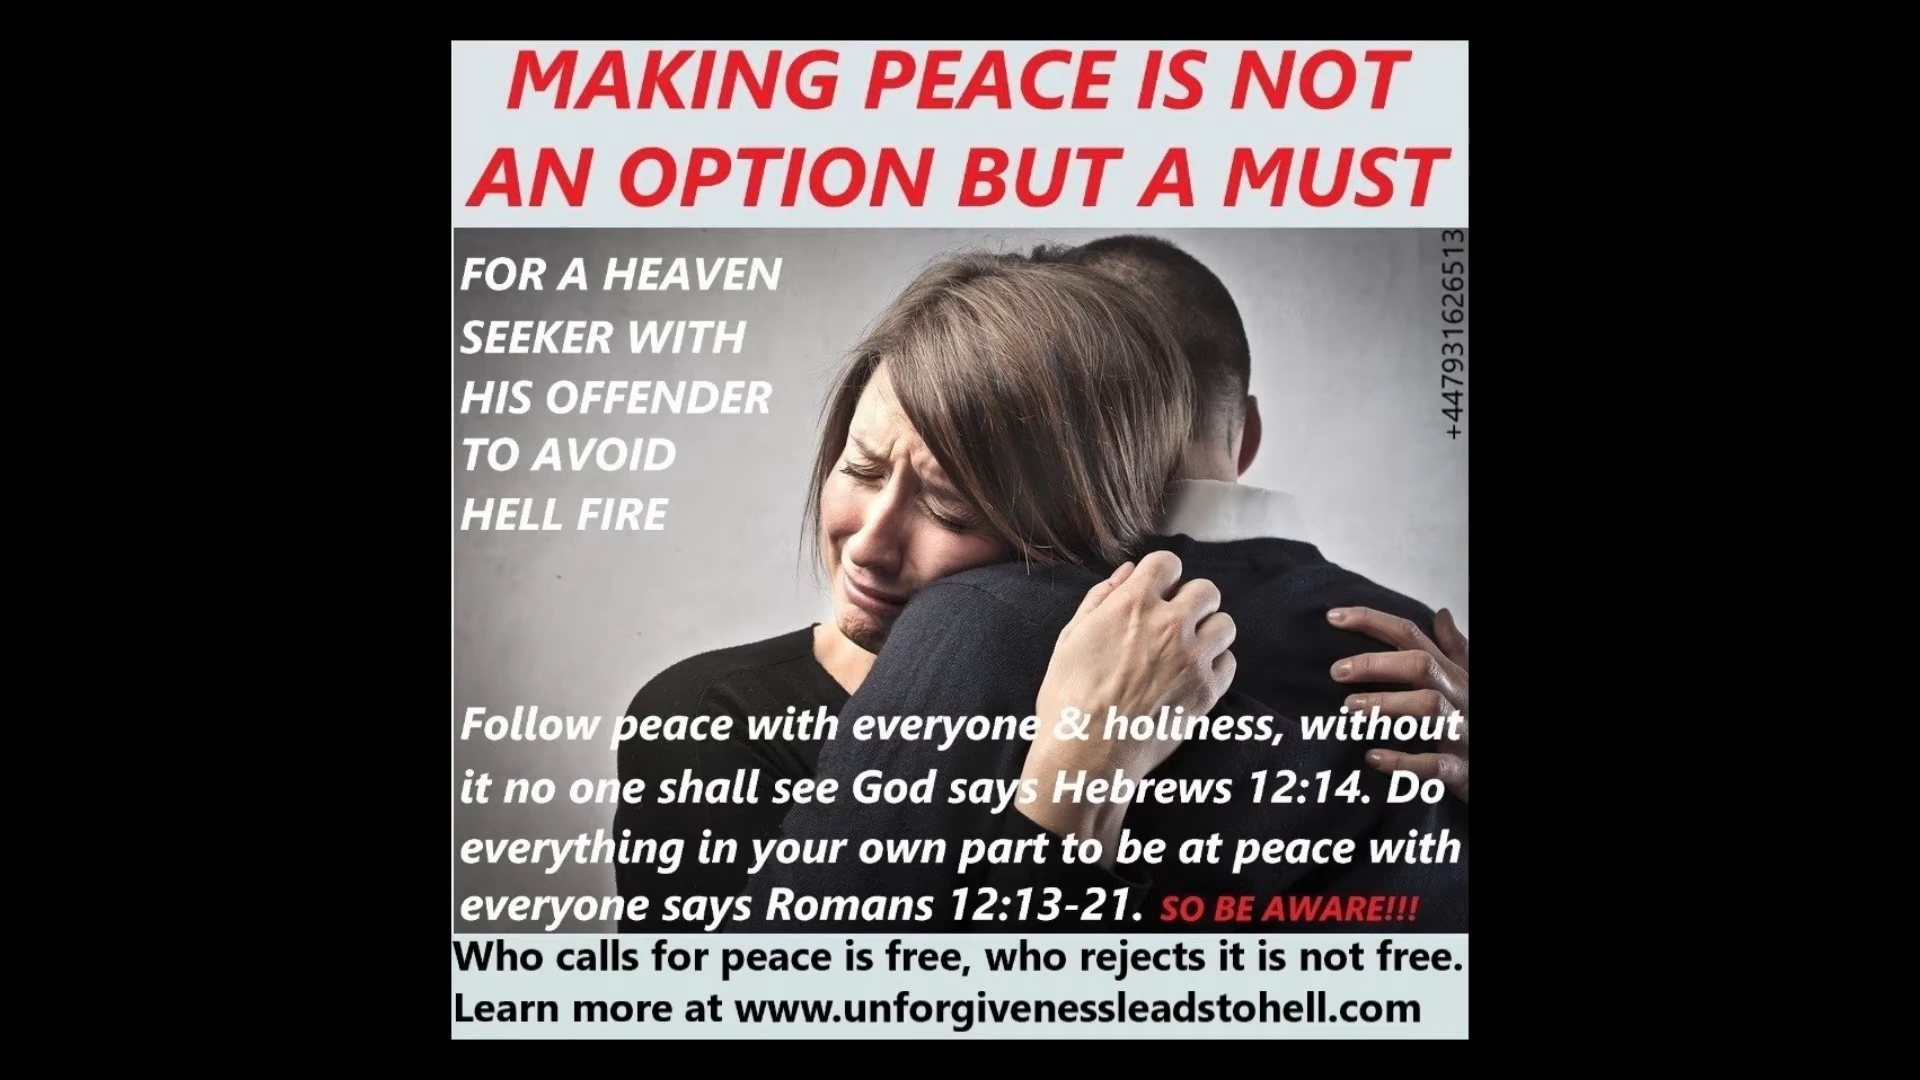 MAKING PEACE IS NOT
AN OPTION BUT A MUST
FOR A HEAVEN
SEEKER WITH
HIS OFFENDER
TO AVOID
HELL FIRE
+447931626513
Follow peace with everyone & holiness, without
it no one shall see God says Hebrews 12:14. Do
everything in your own part to be at peace with
everyone says Romans 12:13-21. SO BE AWARE!!!
Who calls for peace is free, who rejects it is not free.
Learn more at www.unforgivenessleadstohell.com